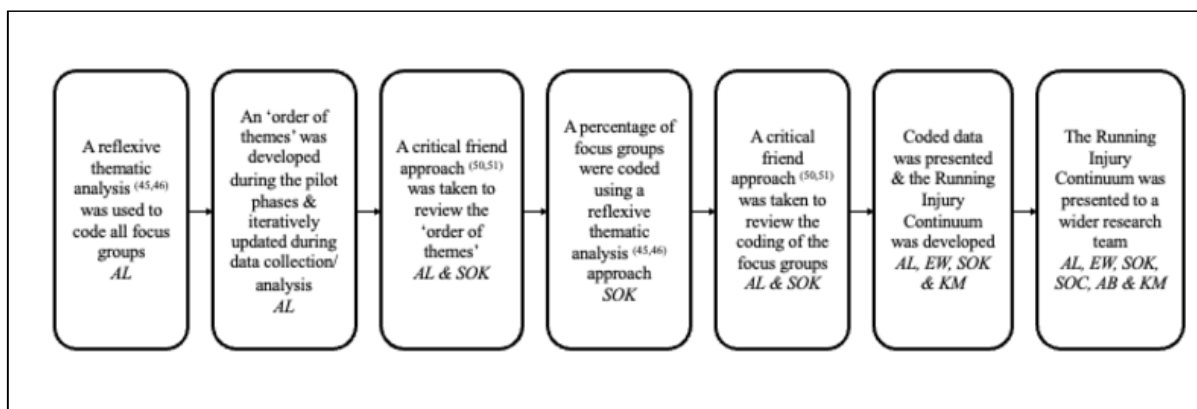 A reflexive
thematic
analysis (45,46)
was used to
code all focus
groups
AL
An ‘order of
themes’ was
developed
during the pilot
phases &
iteratively
updated during
data collection/
analysis
AL
A critical friend
approach (50,51)
was taken to
review the
‘order of
themes’
AL & SOK
A percentage of
focus groups
were coded
using a
reflexive
thematic
analysis (45,46)
approach
SOK
A critical
friend
approach (50,51)
was taken to
review the
coding of the
focus groups
AL & SOK
Coded data
was presented
& the Running
Injury
Continuum
was developed
AL, EW, SOK
& KM
The Running
Injury
Continuum was
presented to a
wider research
team
AL, EW, SOK,
SOC, AB & KM